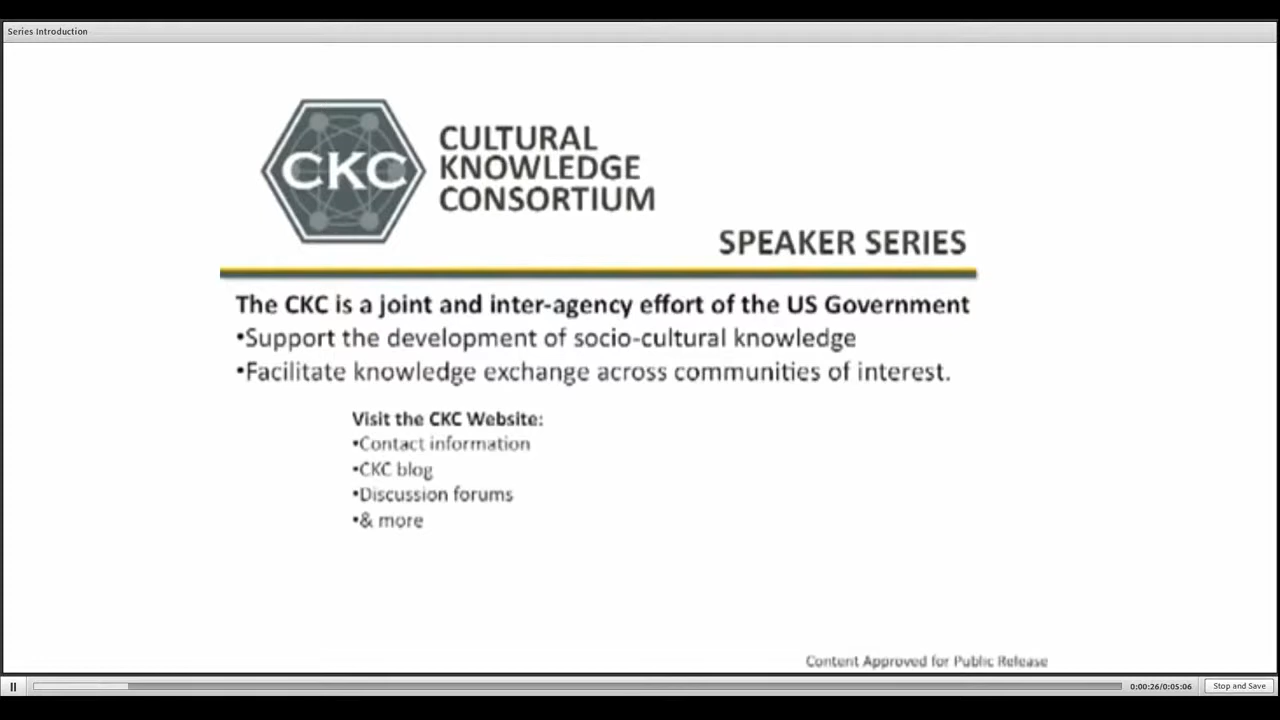 Series Introduction
CKC
CULTURAL
KNOWLEDGE
CONSORTIUM
SPEAKER SERIES
The CKC is a joint and inter-agency effort of the US Government
•Support the development of socio-cultural knowledge
•Facilitate knowledge exchange across communities of interest.
Visit the CKC Website:
•Contact information
•CKC blog
•Discussion forums
•& more
Content Approved for Public Release
0:00:26/0:05:06
Stop and Save